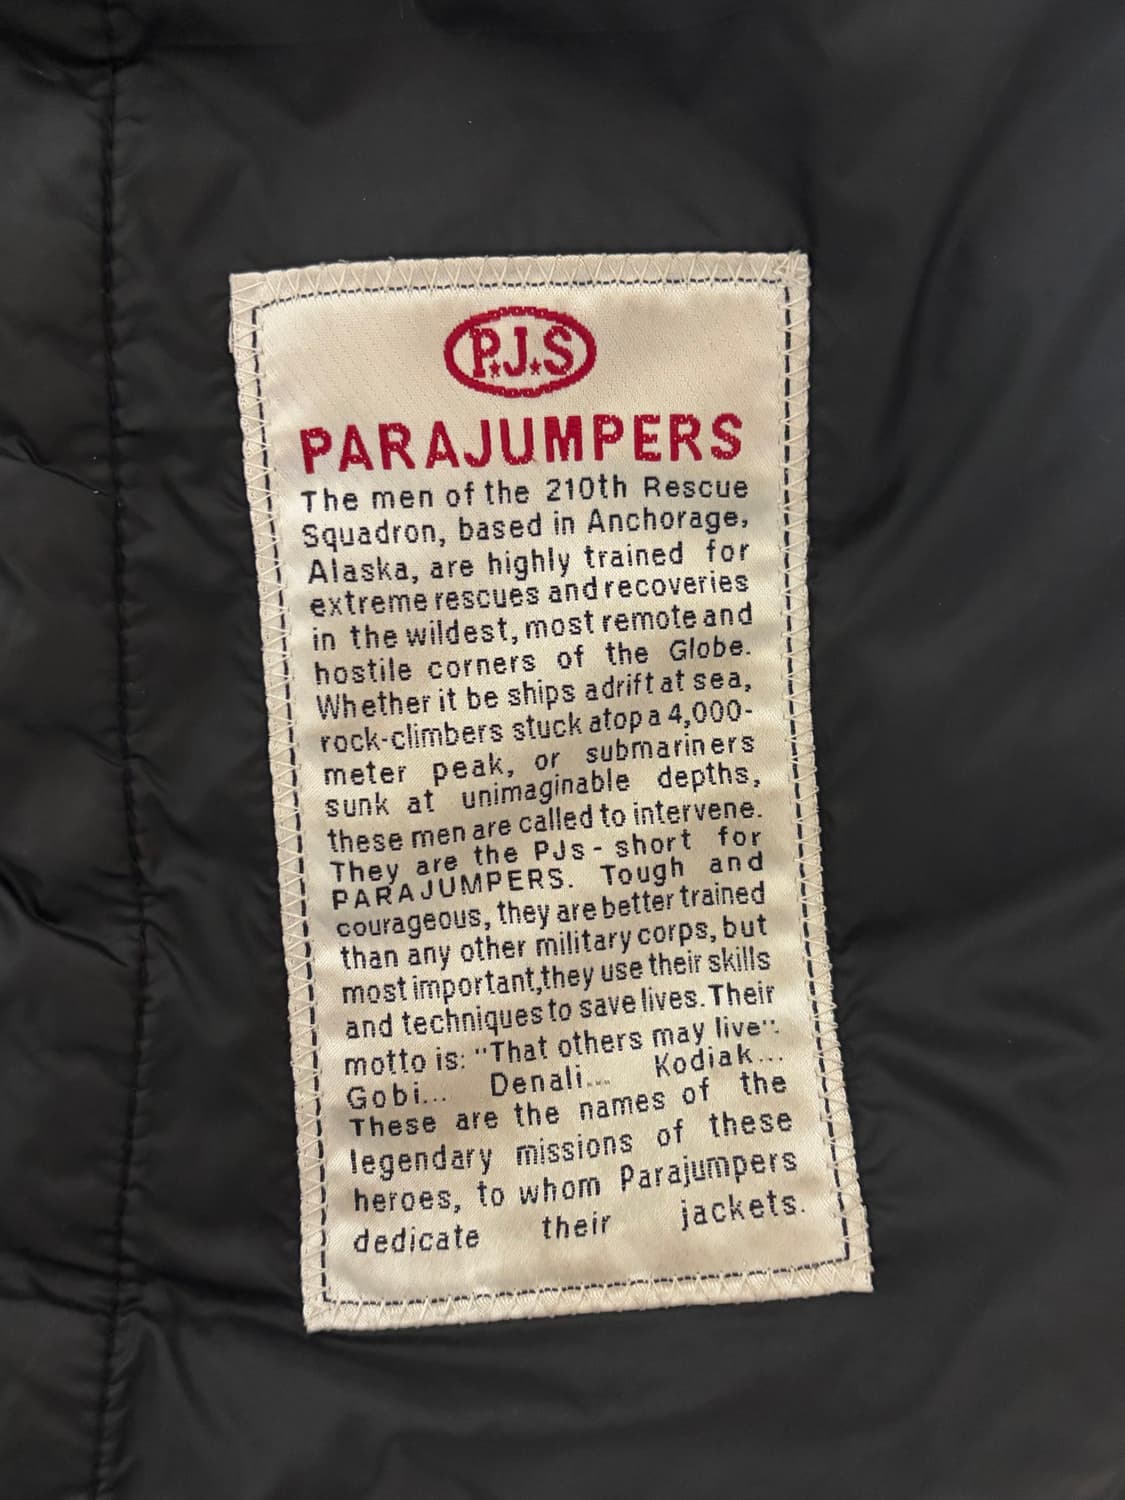 P.J.S
PARAJUMPERS
The men of the 210th Rescue
Squadron, based in Anchorage,
Alaska, are highly trained for
extreme rescues and recoveries
in the wildest, most remote and
hostile corners of the Globe.
Whether it be ships adrift at sea,
rock-climbers stuck atop a 4,000-
meter peak, or submariners
sunk at unimaginable depths,
these men are called to intervene.
They are the PJs - short for
PARAJUMPERS. Tough and
courageous, they are better trained
than any other military corps, but
most important,they use their skills
and techniques to save lives. Their
motto is: "That others may live".
Gobi... Denali... Kodiak...
These are the names of the
legendary missions of these
heroes, to whom Parajumpers
dedicate their jackets.